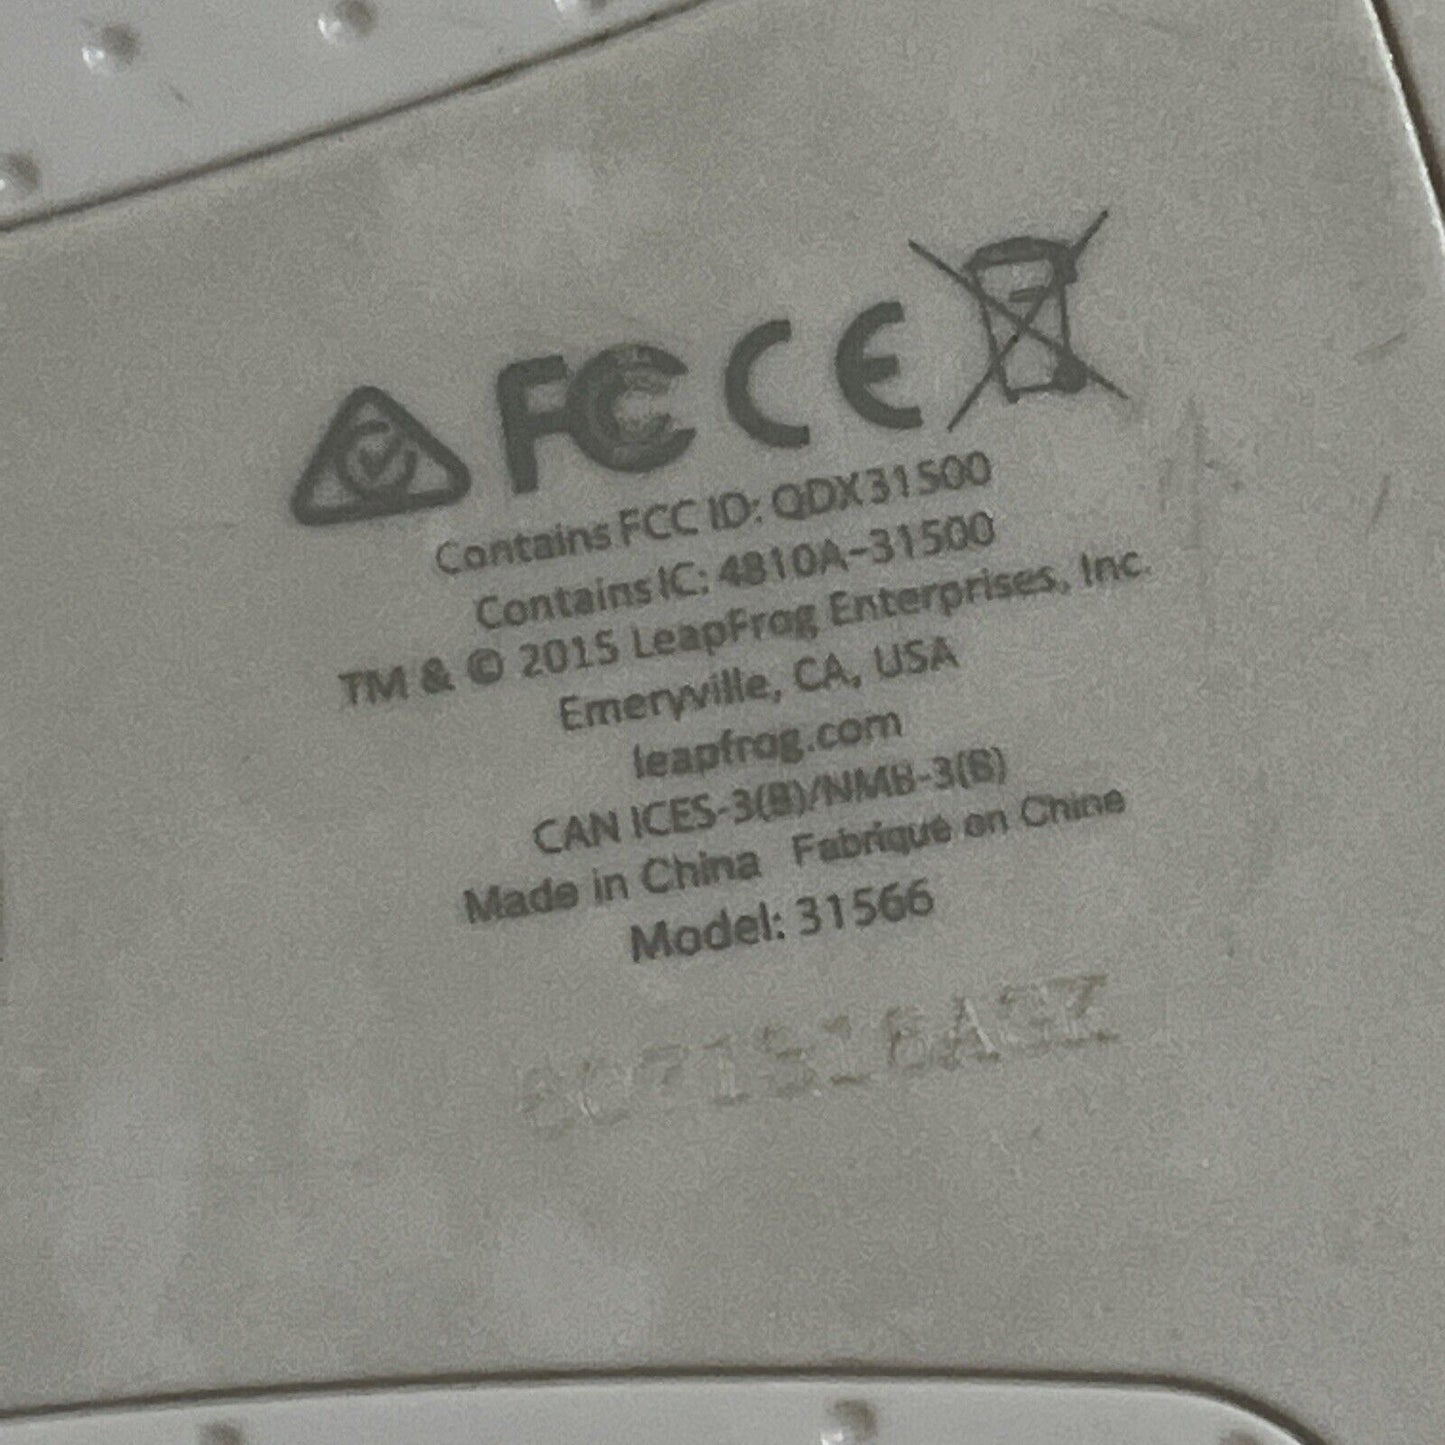 FC CE
Contains FCC ID: QDX31500
Contains IC: 4810A-31500
TM & © 2015 LeapFrog Enterprises, Inc.
Emeryville, CA, USA
leapfrog.com
CAN ICES-3(B)/NMB-3(B)
Made in China Fabriqué en Chine
Model: 31566